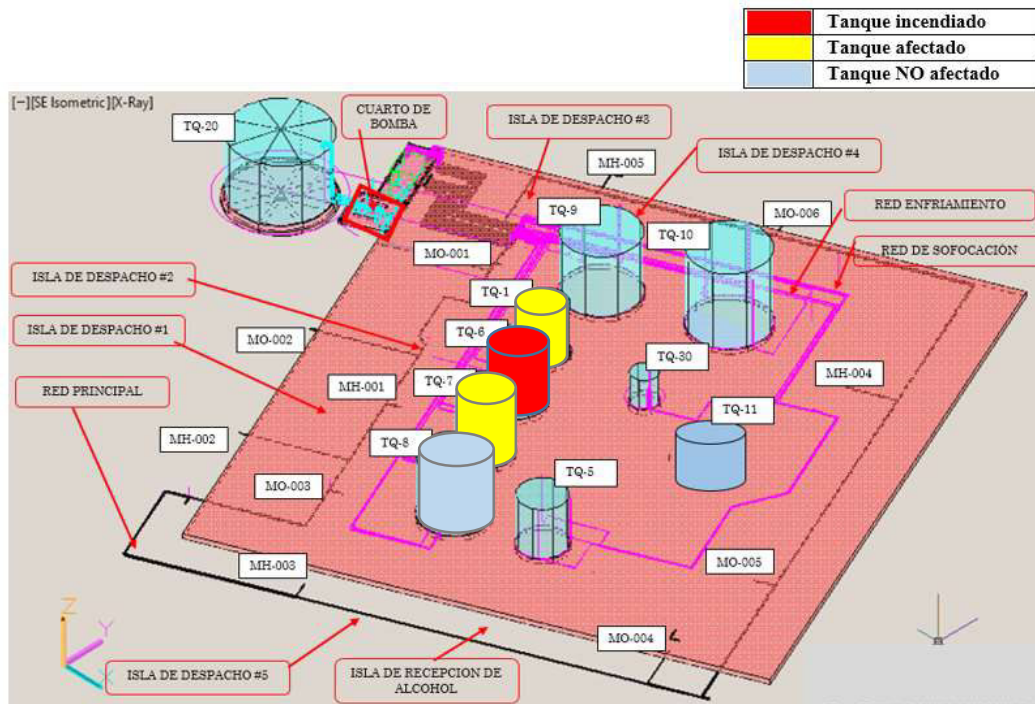 Tanque incendiado
Tanque afectado
Tanque NO afectado
[−][SE Isometric][X-Ray]
TQ-20
CUARTO DE
BOMBA
ISLA DE DESPACHO #3
MH-005
ISLA DE DESPACHO #4
TQ-9
MO-006
RED ENFRIAMIENTO
TQ-10
MO-001
RED DE SOFOCACIÓN
ISLA DE DESPACHO #2
TQ-1
ISLA DE DESPACHO #1
TQ-6
MO-002
TQ-30
RED PRINCIPAL
TQ-7
MH-001
MH-004
TQ-11
MH-002
TQ-8
MO-003
TQ-5
MH-003
MO-005
MO-004
ISLA DE DESPACHO #5
ISLA DE RECEPCION DE
ALCOHOL
Z
Y
X